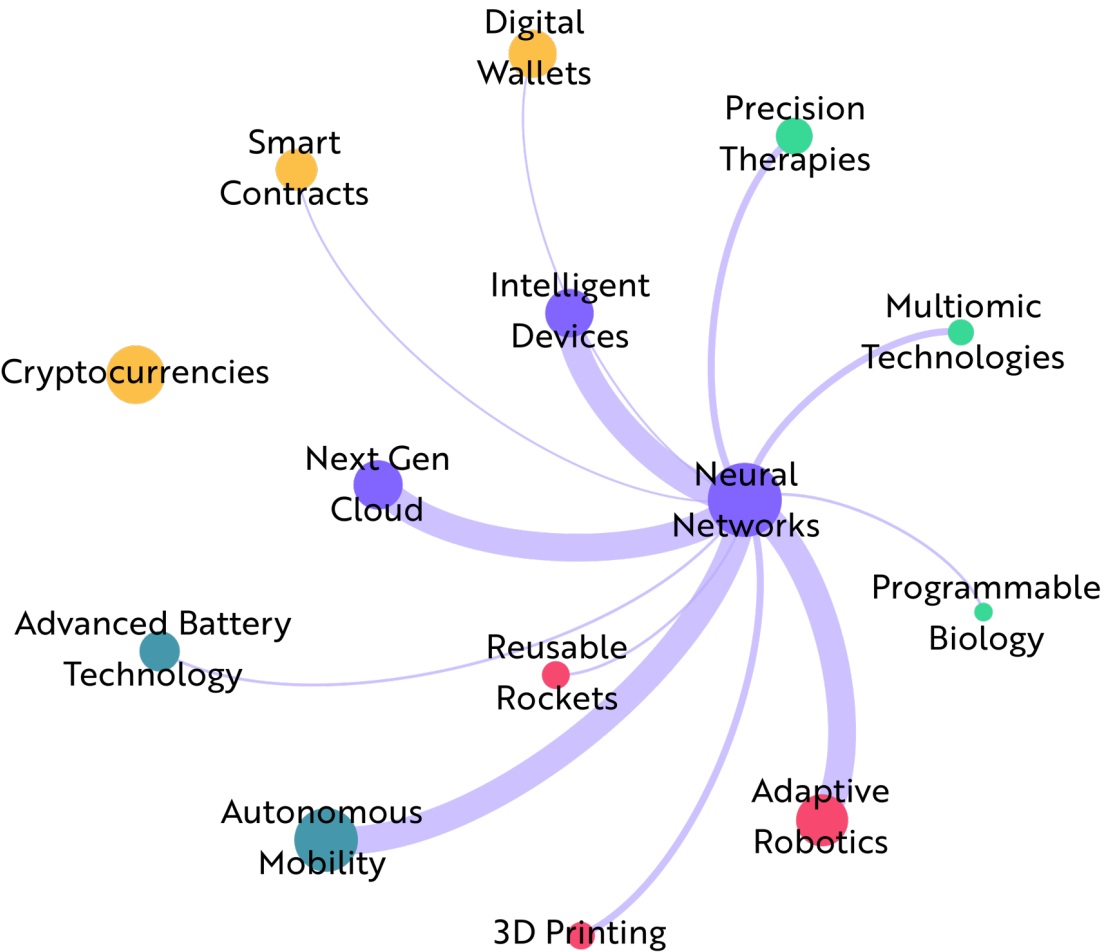 Digital
Wallets
Precision
Therapies
Smart
Contracts
Intelligent
Devices
Multiomic
Technologies
Cryptocurrencies
Next Gen
Cloud
Neural
Networks
Programmable
Biology
Advanced Battery
Technology
Reusable
Rockets
Autonomous
Mobility
Adaptive
Robotics
3D Printing